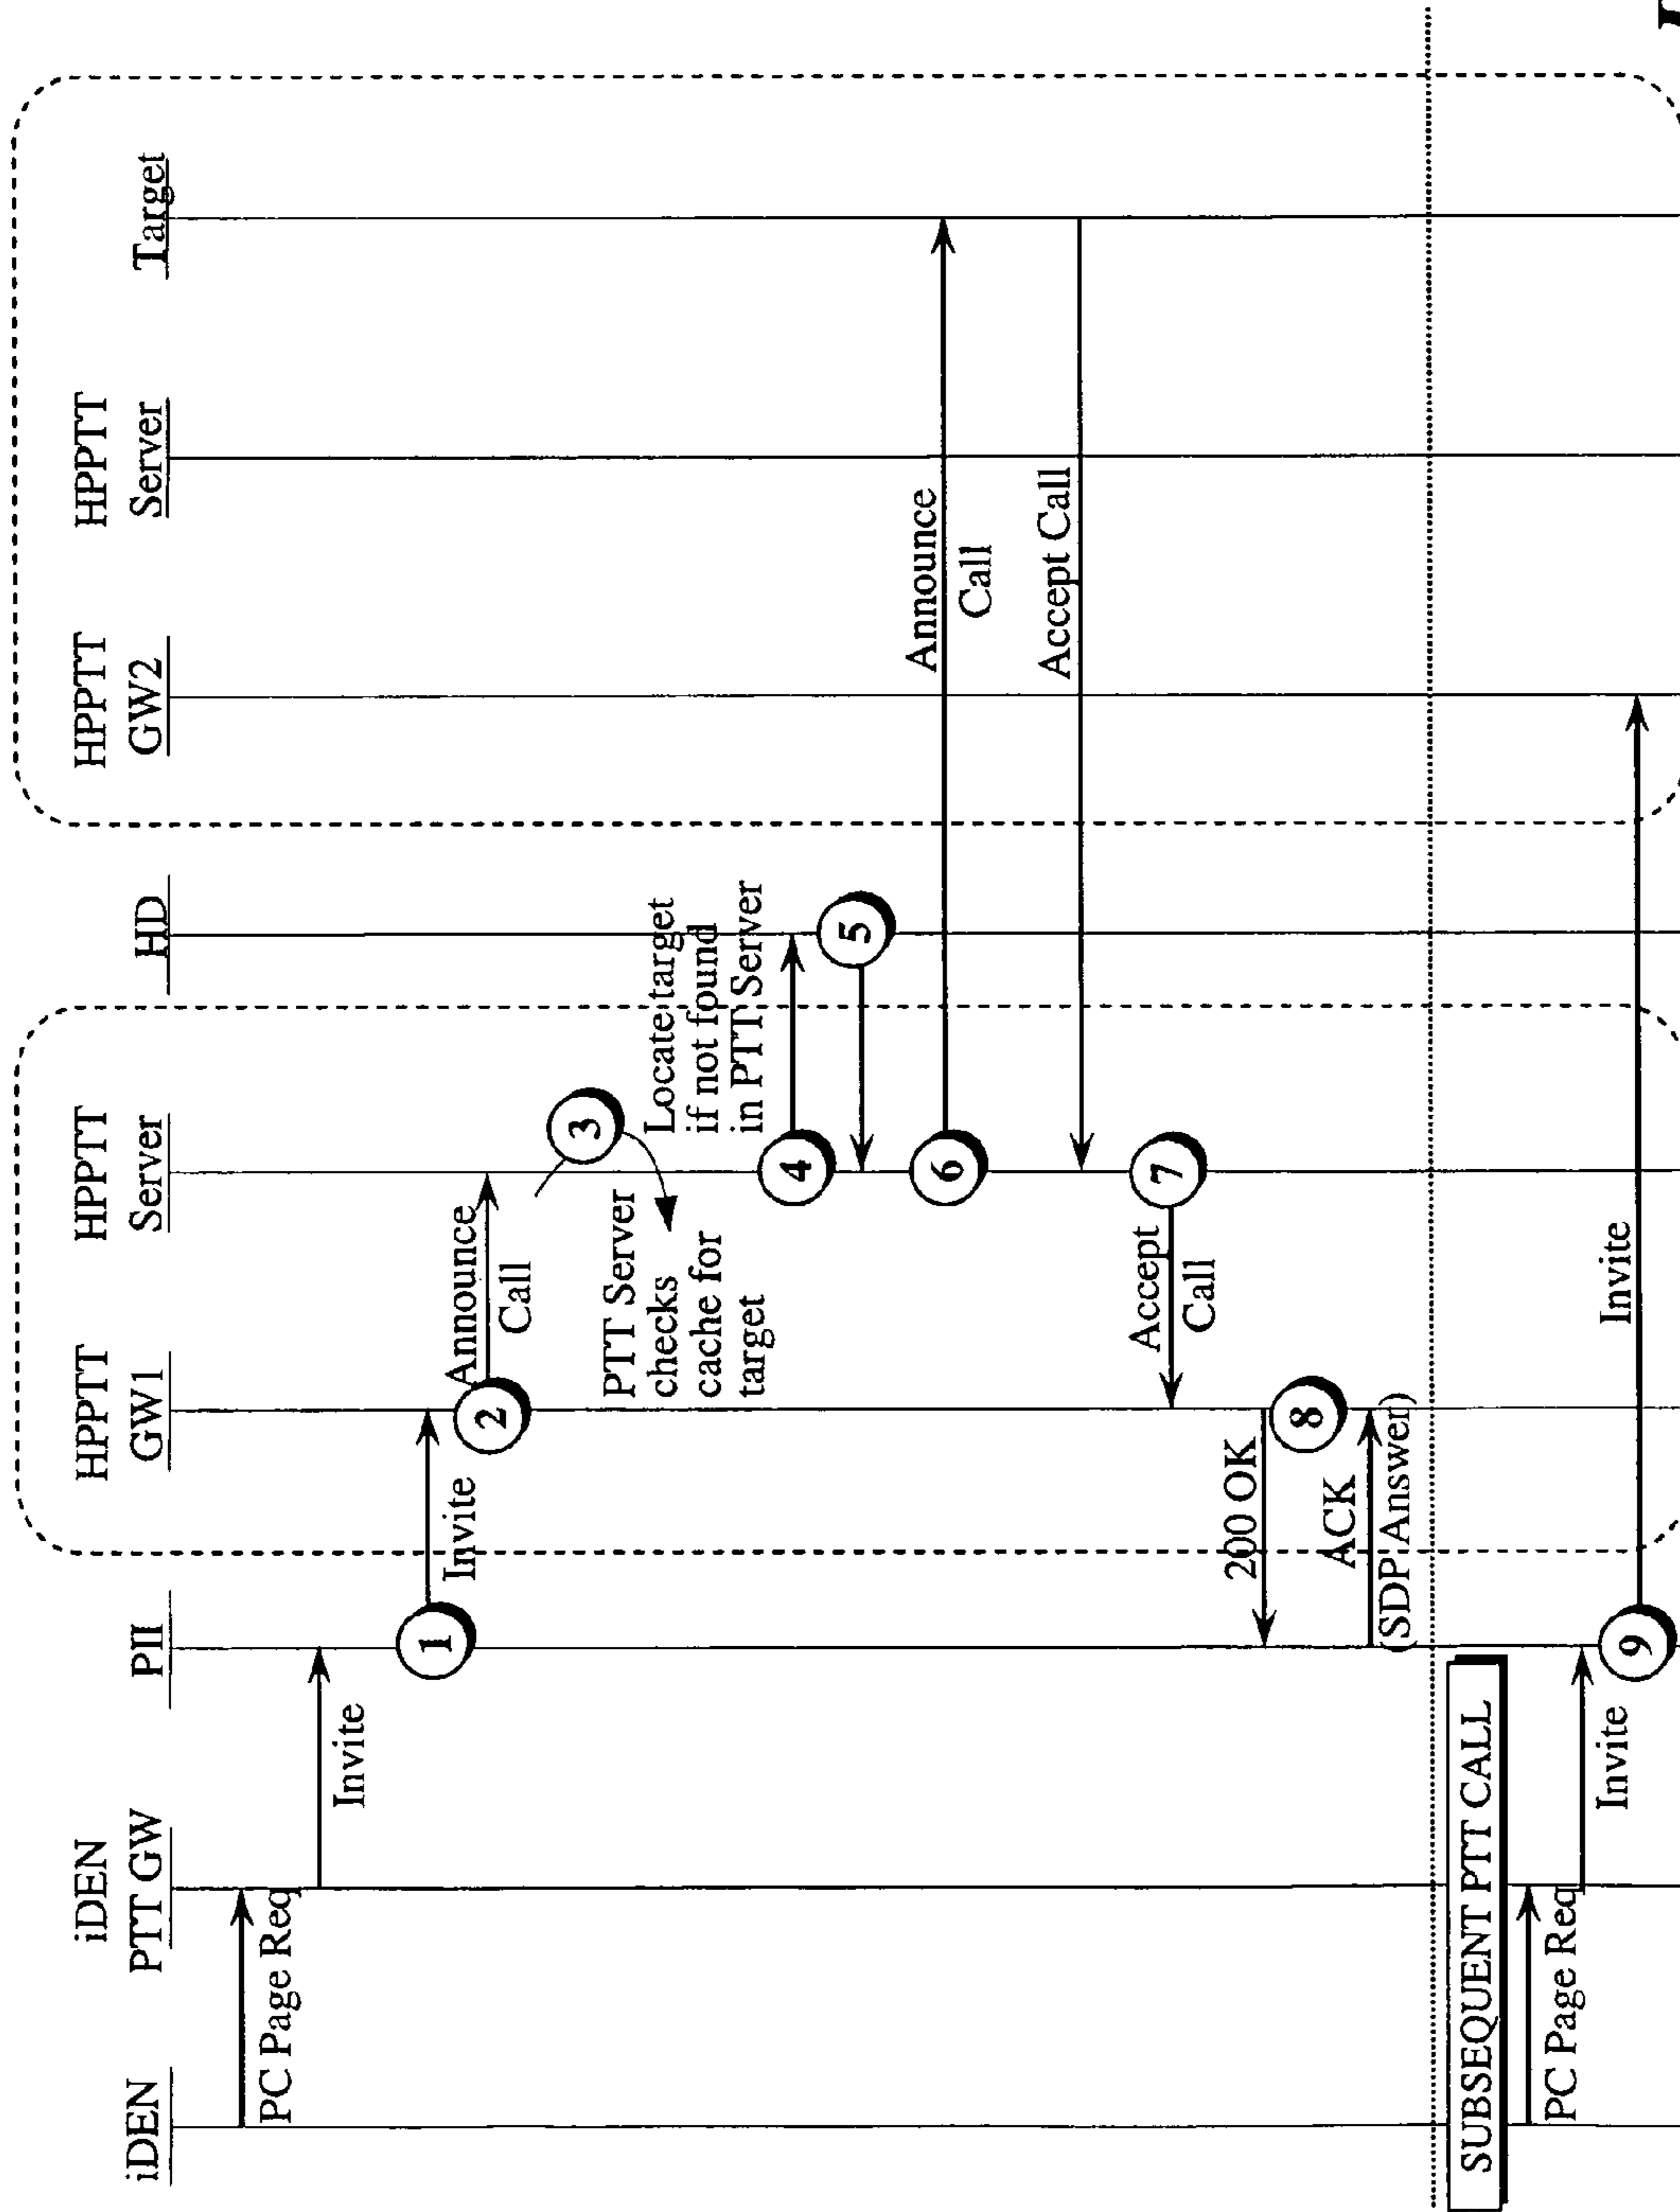 iDEN
iDEN
PTT GW
PII
HPPTT
GW1
HPPTT
Server
HD
HPPTT
GW2
HPPTT
Server
Target
PC Page Req
Invite
1
Invite
2
Announce
Call
3
PTT Server
checks
cache for
target
Locate target
if not found
in PTT Server
4
5
6
Announce
Call
Accept Call
7
Accept
Call
200 OK
8
ACK
(SDP Answer)
SUBSEQUENT PTT CALL
PC Page Req
Invite
9
Invite